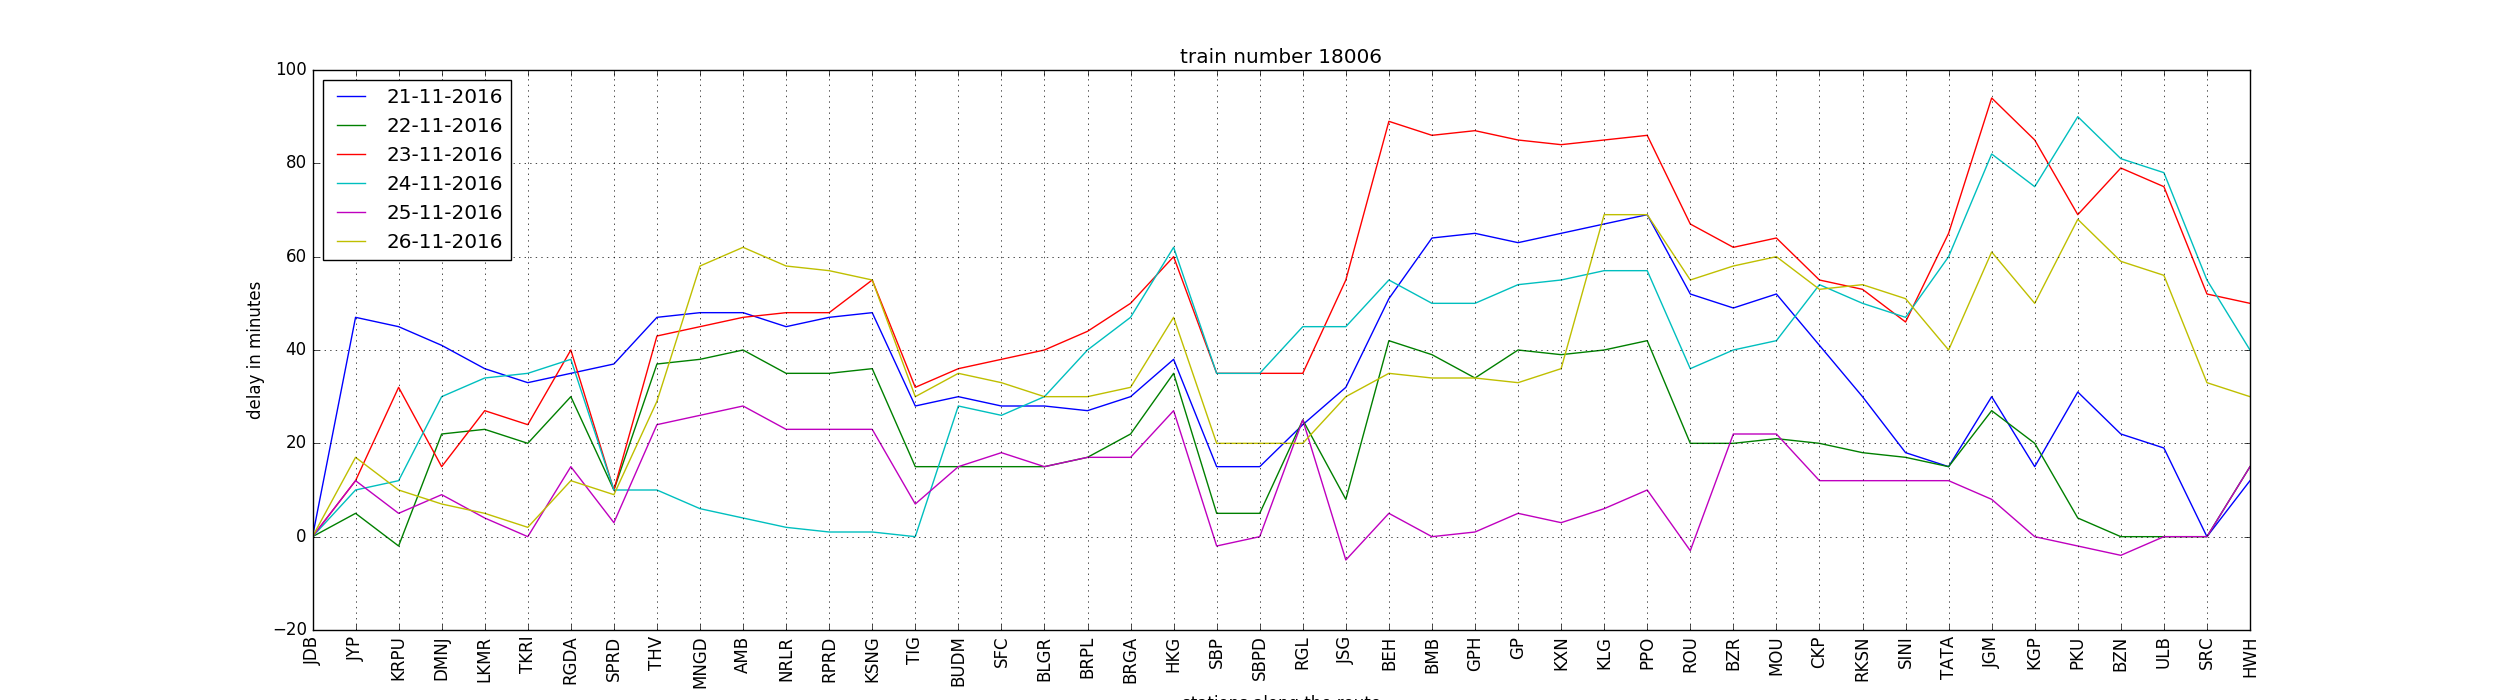 train number 18006
100
80
60
40
20
0
−20
delay in minutes
21-11-2016
22-11-2016
23-11-2016
24-11-2016
25-11-2016
26-11-2016
JDB
JYP
KRPU
DMNJ
LKMR
TKRI
RGDA
SPRD
THV
MNGD
AMB
NRLR
RPRD
KSNG
TIG
BUDM
SFC
BLGR
BRPL
BRGA
HKG
SBP
SBPD
RGL
JSG
BEH
BMB
GPH
GP
KXN
KLG
PPO
ROU
BZR
MOU
CKP
RKSN
SINI
TATA
JGM
KGP
PKU
BZN
ULB
SRC
HWH
stations along the route